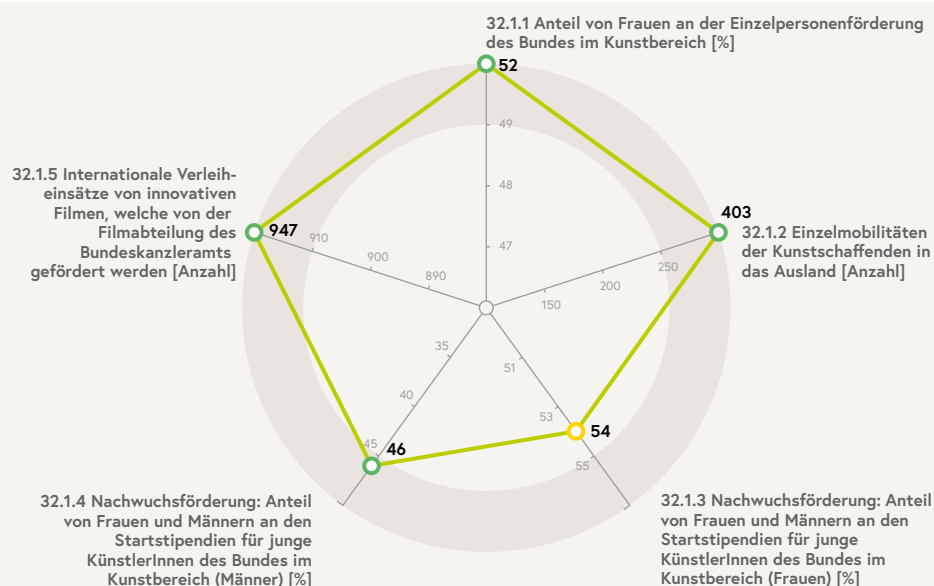 32.1.1 Anteil von Frauen an der Einzelpersonenförderung
des Bundes im Kunstbereich [%]
52
49
48
47
403
32.1.2 Einzelmobilitäten
der Kunstschaffenden in
das Ausland [Anzahl]
250
200
150
32.1.5 Internationale Verleih-
einsätze von innovativen
Filmen, welche von der
Filmabteilung des
Bundeskanzleramts
gefördert werden [Anzahl]
947
910
900
890
35
40
45
46
51
53
54
55
32.1.4 Nachwuchsförderung: Anteil
von Frauen und Männern an den
Startstipendien für junge
KünstlerInnen des Bundes im
Kunstbereich (Männer) [%]
32.1.3 Nachwuchsförderung: Anteil
von Frauen und Männern an den
Startstipendien für junge
KünstlerInnen des Bundes im
Kunstbereich (Frauen) [%]